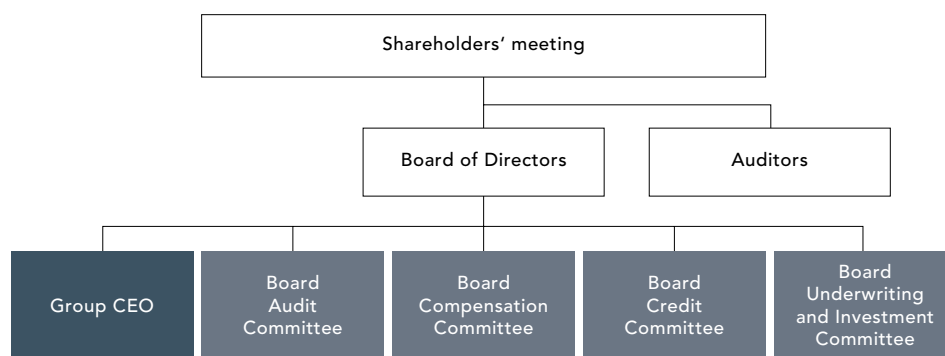 Shareholders‘ meeting
Board of Directors
Auditors
Group CEO
Board
Audit
Committee
Board
Compensation
Committee
Board
Credit
Committee
Board
Underwriting
and Investment
Committee